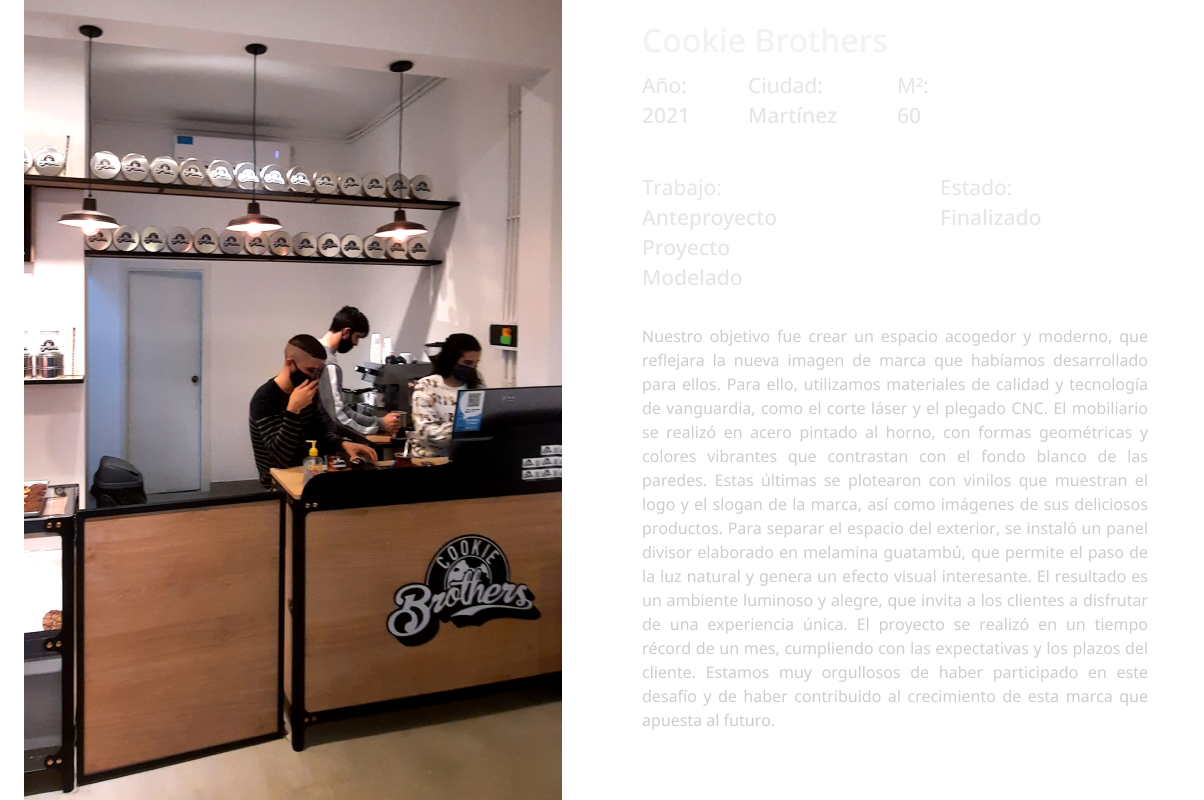 COOKIE
Brothers
Cookie Brothers
Año: Ciudad: M²:
2021 Martínez 60
Trabajo: Estado:
Anteproyecto Finalizado
Proyecto
Modelado
Nuestro objetivo fue crear un espacio acogedor y moderno, que
reflejara la nueva imagen de marca que habíamos desarrollado
para ellos. Para ello, utilizamos materiales de calidad y tecnología
de vanguardia, como el corte láser y el plegado CNC. El mobiliario
se realizó en acero pintado al horno, con formas geométricas y
colores vibrantes que contrastan con el fondo blanco de las
paredes. Estas últimas se plotearon con vinilos que muestran el
logo y el slogan de la marca, así como imágenes de sus deliciosos
productos. Para separar el espacio del exterior, se instaló un panel
divisor elaborado en melamina guatambú, que permite el paso de
la luz natural y genera un efecto visual interesante. El resultado es
un ambiente luminoso y alegre, que invita a los clientes a disfrutar
de una experiencia única. El proyecto se realizó en un tiempo
récord de un mes, cumpliendo con las expectativas y los plazos del
cliente. Estamos muy orgullosos de haber participado en este
desafío y de haber contribuido al crecimiento de esta marca que
apuesta al futuro.